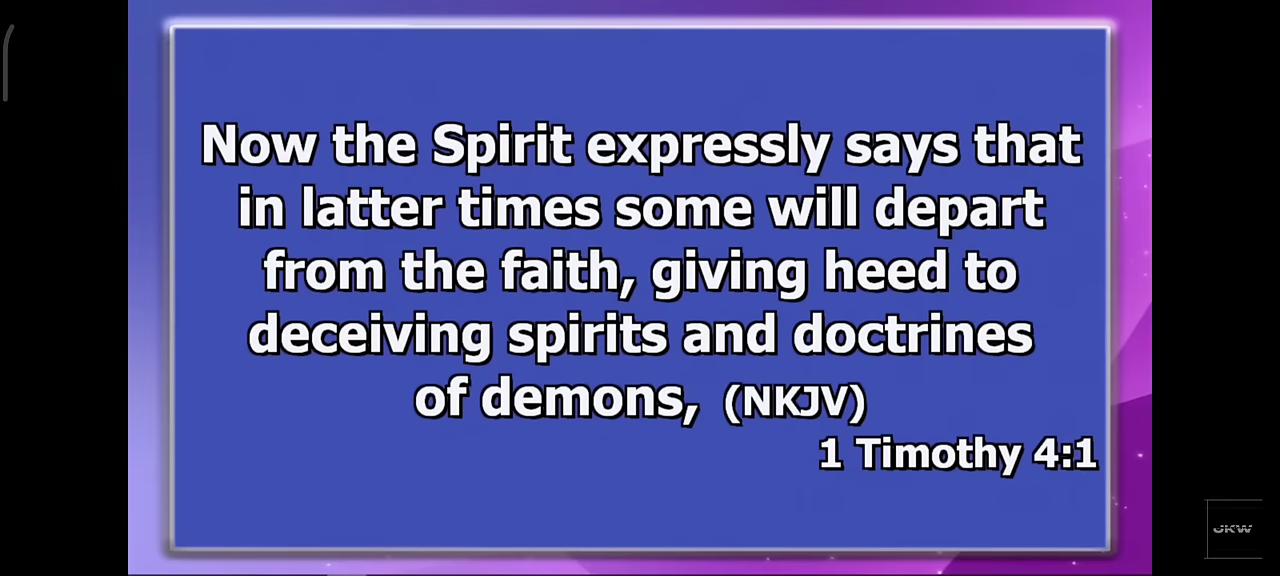 Now the Spirit expressly says that
in latter times some will depart
from the faith, giving heed to
deceiving spirits and doctrines
of demons, (NKJV)
1 Timothy 4:1
JKW